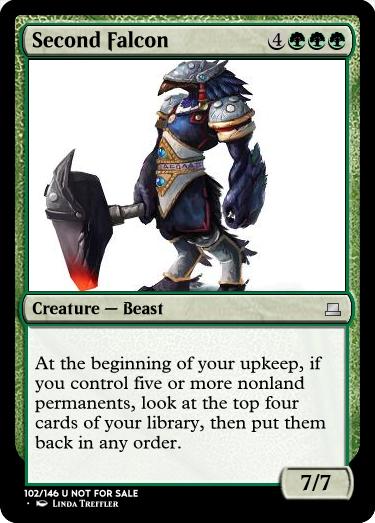 Second Falcon 4
Creature — Beast
At the beginning of your upkeep, if
you control five or more nonland
permanents, look at the top four
cards of your library, then put them
back in any order.
7/7
102/146 U NOT FOR SALE
· Linda Treffler